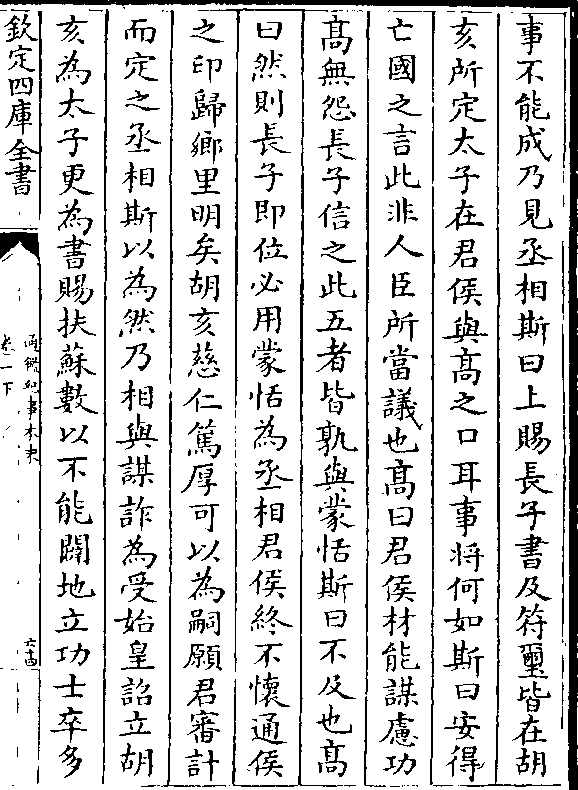 事不能成乃見丞相斯曰上賜長子書及符璽皆在胡
亥所定太子在君侯與髙之口耳事將何如斯曰安得
亡國之言此非人臣所當議也髙曰君侯材能謀慮功
髙無怨長子信之此五者皆孰與蒙恬斯曰不及也髙
曰然則長子即位必用蒙恬為丞相君侯終不懷通侯
之印歸鄉里明矣胡亥慈仁篤厚可以為嗣願君審計
而定之丞相斯以為然乃相與謀詐為受始皇詔立胡
亥為太子更為書賜扶蘇數以不能闢地立功士卒多
欽定四庫全書
通鑑紀事本末
卷一下
六十四